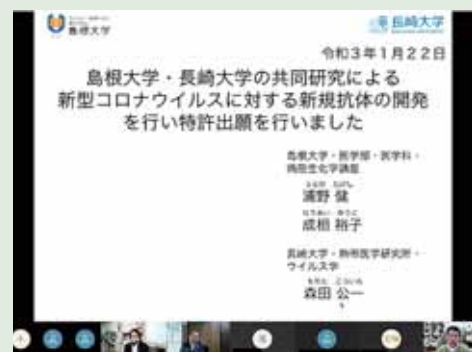 島根大学
長崎大学
令和3年1月22日
島根大学・長崎大学の共同研究による
新型コロナウイルスに対する新規抗体の開発
を行い特許出願を行いました
島根大学・医学部・医学科・
病態生化学講座
浦野 健
成相 裕子
長崎大学・熱帯医学研究所・
ウイルス学
森田 公一